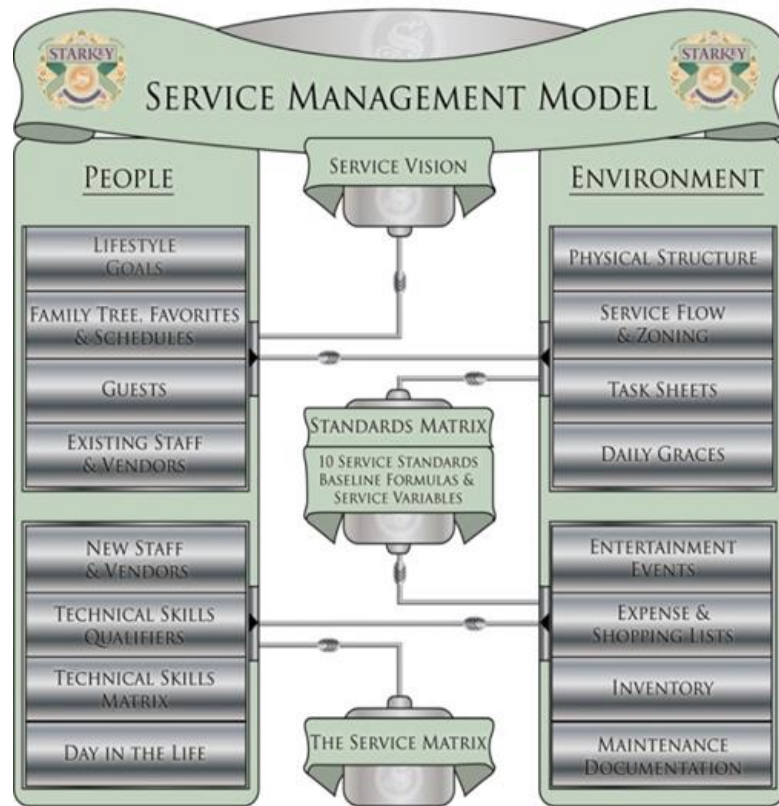 STARKEY
STARKEY
SERVICE MANAGEMENT MODEL
PEOPLE
LIFESTYLE
GOALS
FAMILY TREE, FAVORITES
& SCHEDULES
GUESTS
EXISTING STAFF
& VENDORS
NEW STAFF
& VENDORS
TECHNICAL SKILLS
QUALIFIERS
TECHNICAL SKILLS
MATRIX
DAY IN THE LIFE
SERVICE VISION
STANDARDS MATRIX
10 SERVICE STANDARDS
BASELINE FORMULAS &
SERVICE VARIABLES
THE SERVICE MATRIX
ENVIRONMENT
PHYSICAL STRUCTURE
SERVICE FLOW
& ZONING
TASK SHEETS
DAILY GRACES
ENTERTAINMENT
EVENTS
EXPENSE &
SHOPPING LISTS
INVENTORY
MAINTENANCE
DOCUMENTATION